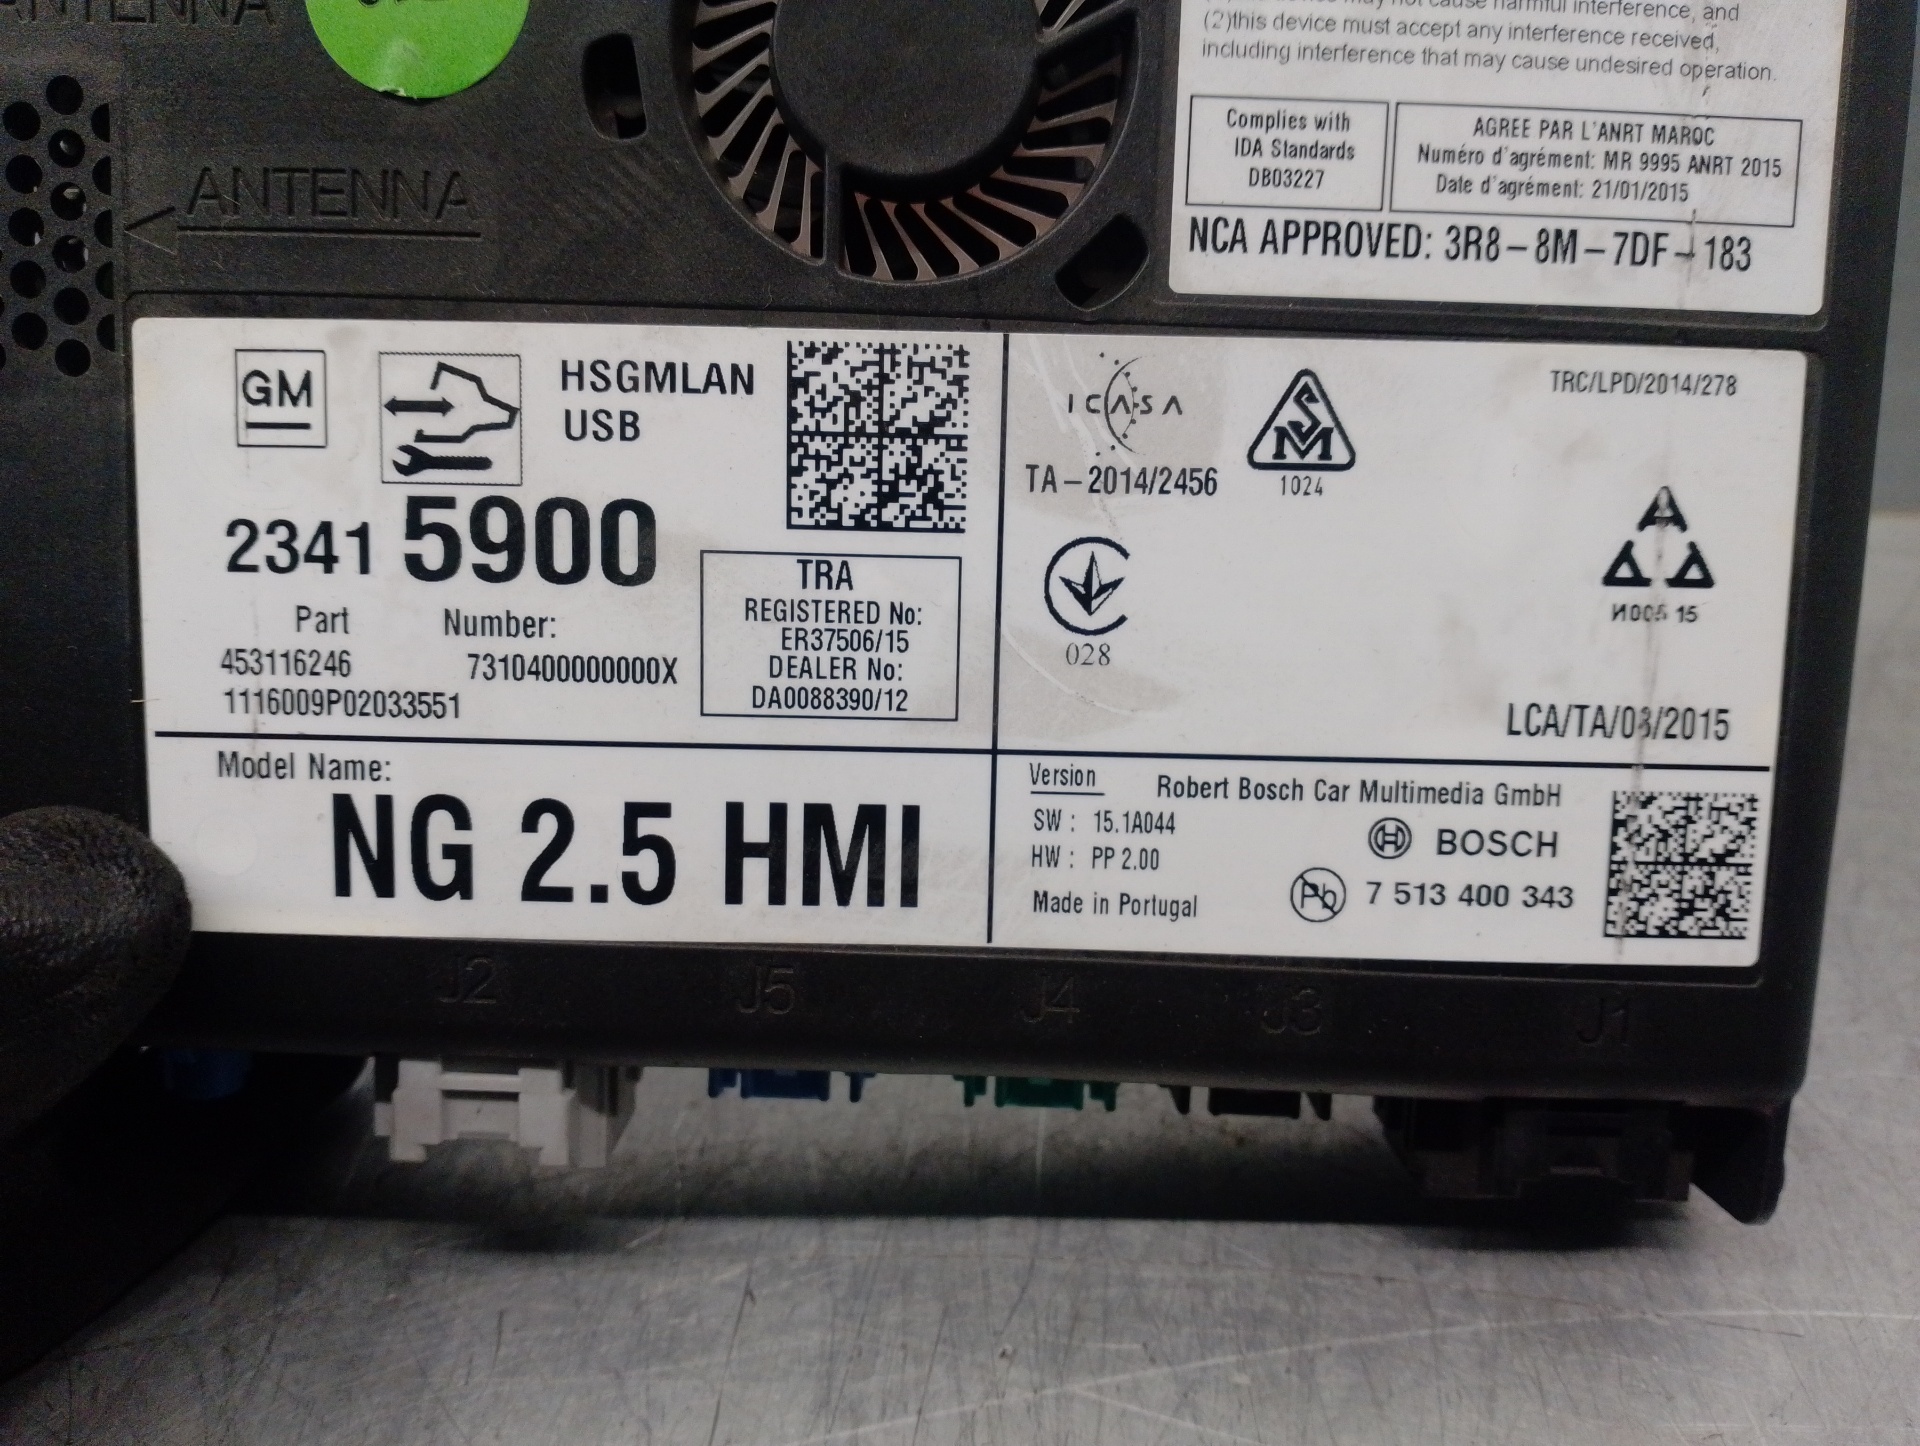 ANTENNA
(2)this device must accept any interference received,
including interference that may cause undesired operation.
Complies with
IDA Standards
DB03227
AGREE PAR L'ANRT MAROC
Numéro d'agrément: MR 9995 ANRT 2015
Date d'agrément: 21/01/2015
ANTENNA
NCA APPROVED: 3R8-8M-7DF-183
GM
HSGMLAN
USB
23415900
Part Number:
453116246 7310400000000X
1116009P02033551
TRA
REGISTERED No:
ER37506/15
DEALER No:
DA0088390/12
ICASA
TA-2014/2456
SM
1024
TRC/LPD/2014/278
028
LCA/TA/08/2015
Model Name:
NG 2.5 HMI
Version
SW: 15.1A044
HW: PP 2.00
Made in Portugal
Robert Bosch Car Multimedia GmbH
BOSCH
Pb
7 513 400 343
J2 J5 J4 J3 J1